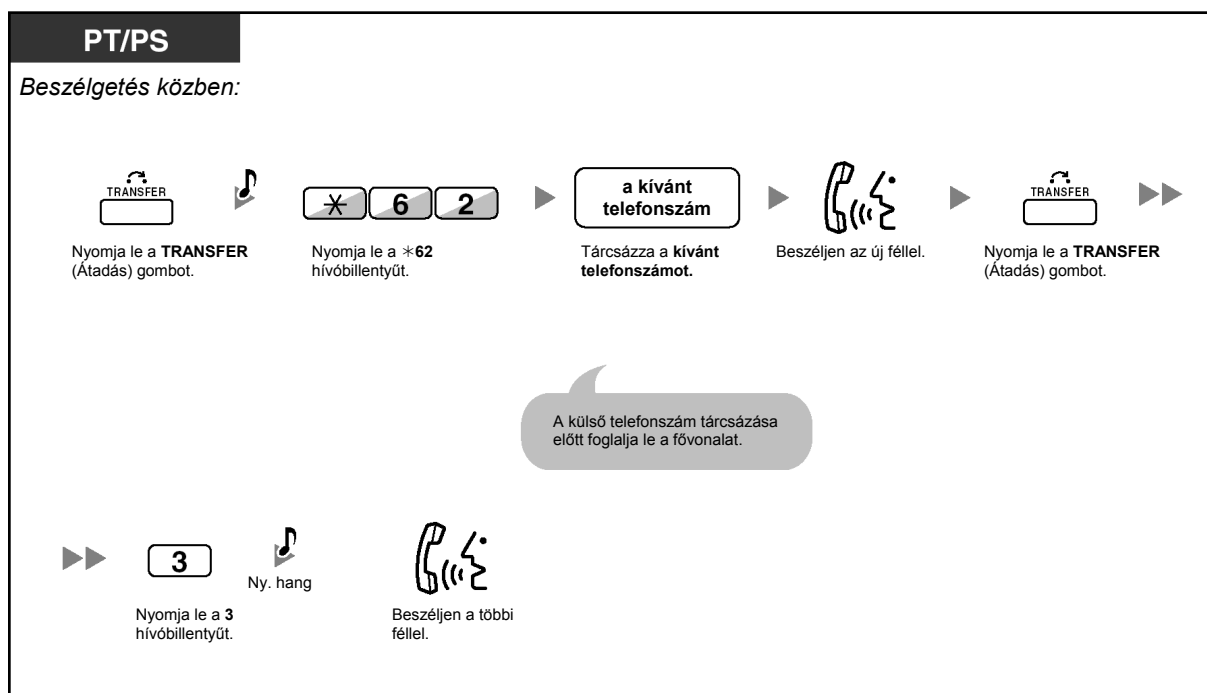 PT/PS
Beszélgetés közben:
TRANSFER
Nyomja le a TRANSFER
(Átadás) gombot.
6 2
Nyomja le a ∗62
hívóbillentyűt.
a kívánt
telefonszám
Tárcsázza a kívánt
telefonszámot.
Beszéljen az új féllel.
TRANSFER
Nyomja le a TRANSFER
(Átadás) gombot.
A külső telefonszám tárcsázása
előtt foglalja le a fővonalat.
3
Nyomja le a 3
hívóbillentyűt.
Ny. hang
Beszéljen a többi
féllel.